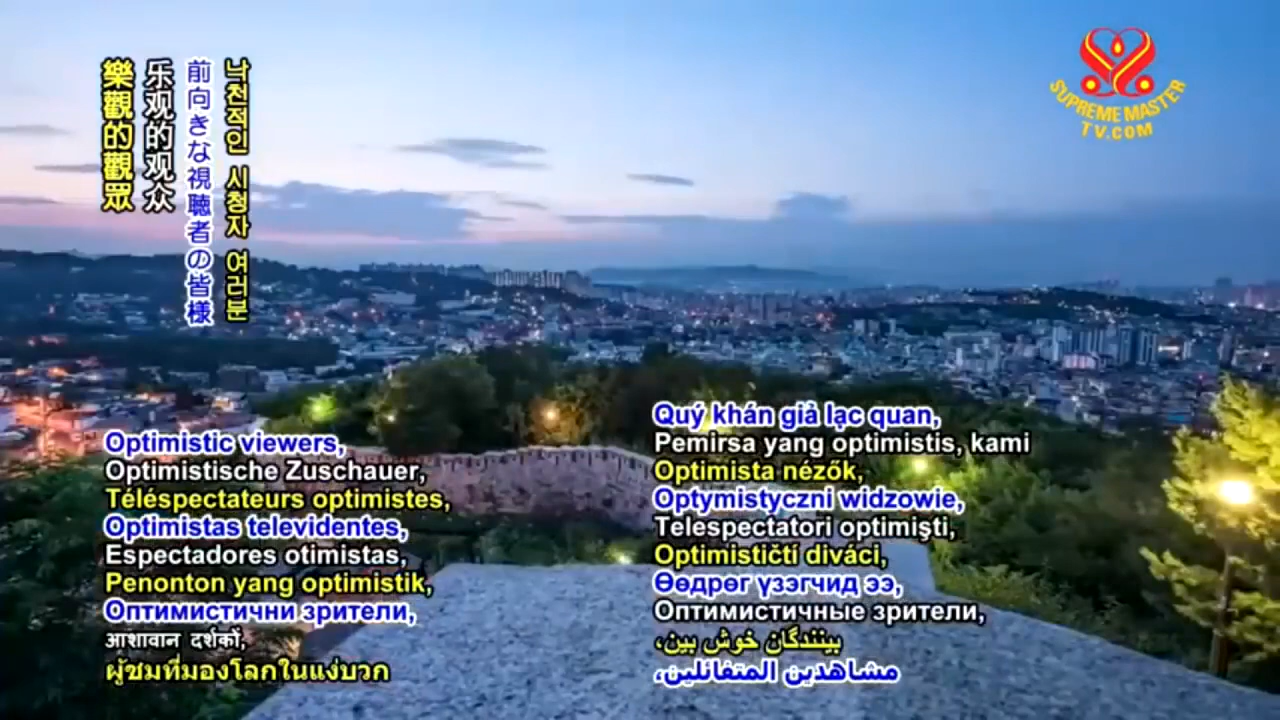 낙천적인 시청자 여러분
前向きな視聴者の皆様
乐观的观众
樂觀的觀眾
SUPREME MASTER
TV.COM
Optimistic viewers,
Optimistische Zuschauer,
Téléspectateurs optimistes,
Optimistas televidentes,
Espectadores otimistas,
Penonton yang optimistik,
Оптимистични зрители,
आशावान दर्शकों,
ผู้ชมที่มองโลกในแง่บวก
Quý khán giả lạc quan,
Pemirsa yang optimistis, kami
Optimista nézők,
Optymistyczni widzowie,
Telespectatori optimişti,
Optimističtí diváci,
Өөдрөг үзэгчид ээ,
Оптимистичные зрители,
بینندگان خوش بین،
مشاهدين المتفائلين،